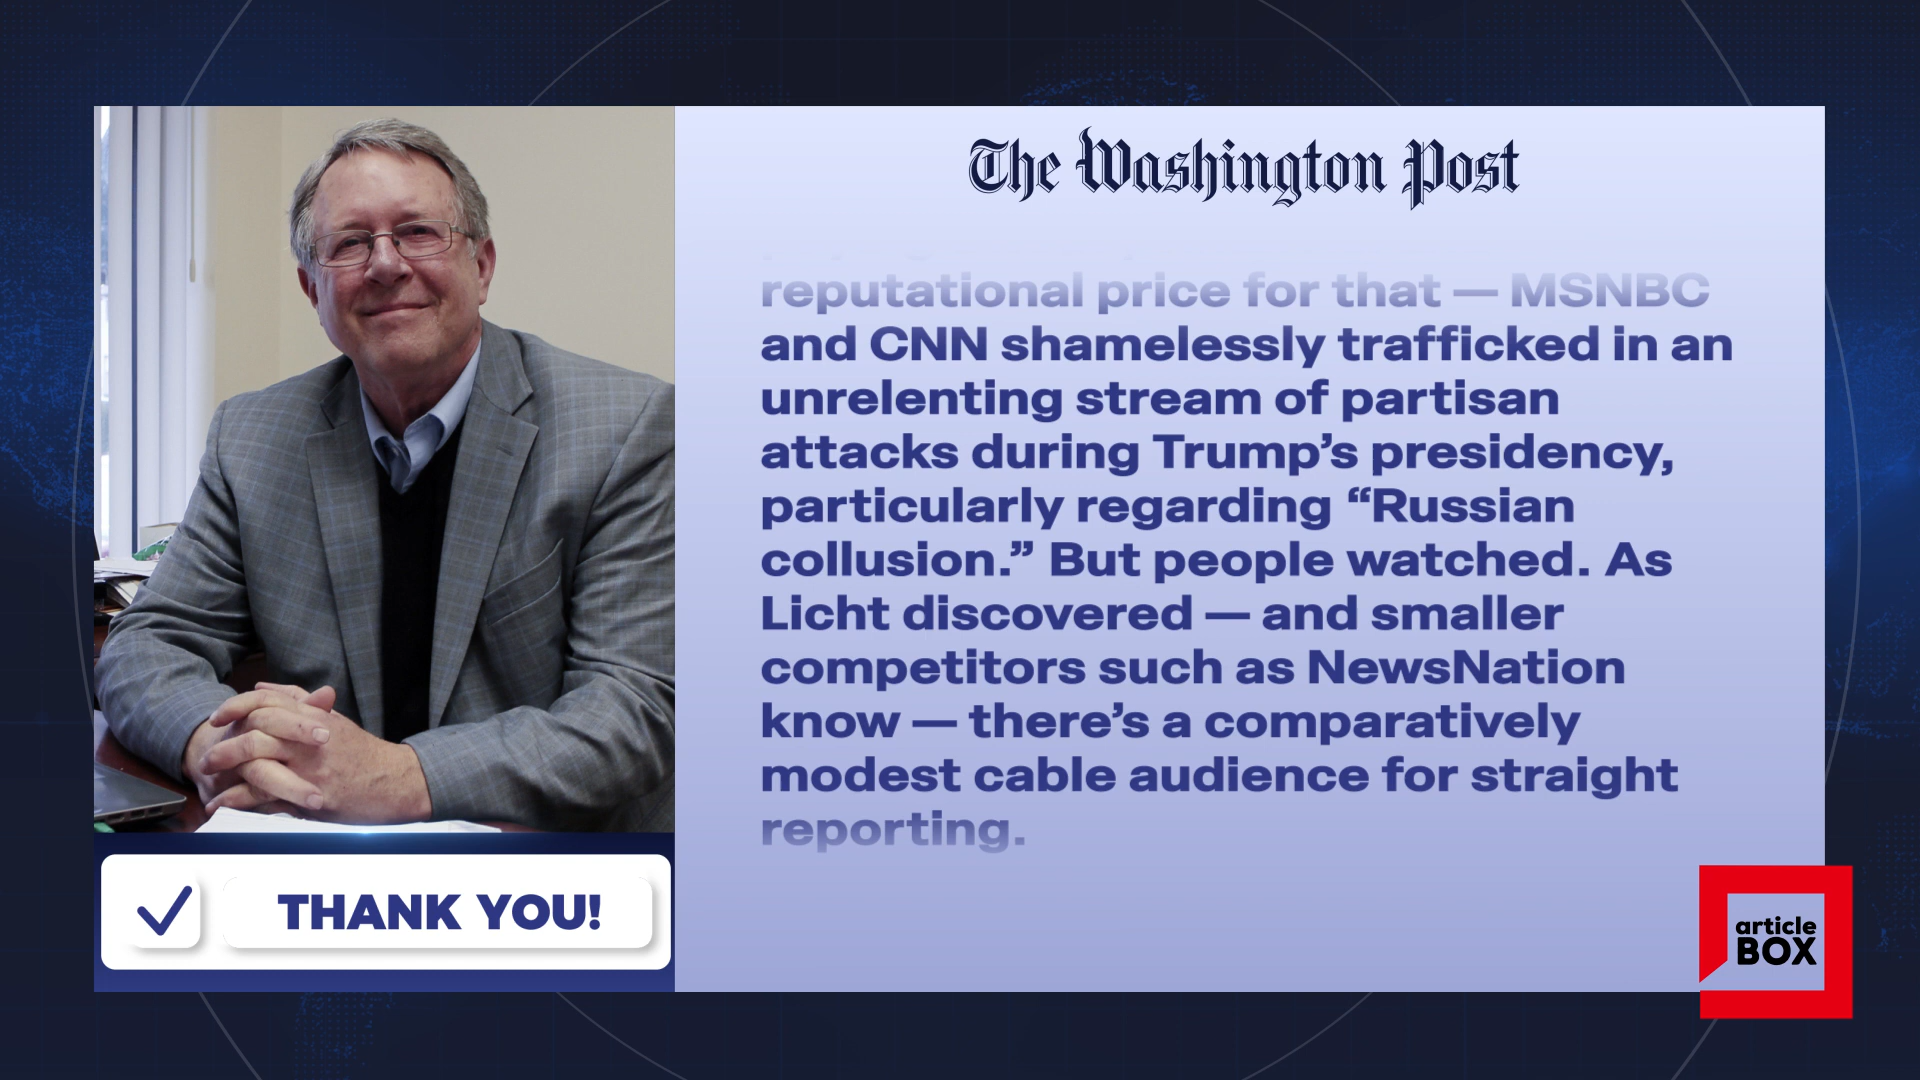 The Washington Post
reputational price for that — MSNBC
and CNN shamelessly trafficked in an
unrelenting stream of partisan
attacks during Trump’s presidency,
particularly regarding “Russian
collusion.” But people watched. As
Licht discovered — and smaller
competitors such as NewsNation
know — there’s a comparatively
modest cable audience for straight
reporting.
THANK YOU!
article
BOX